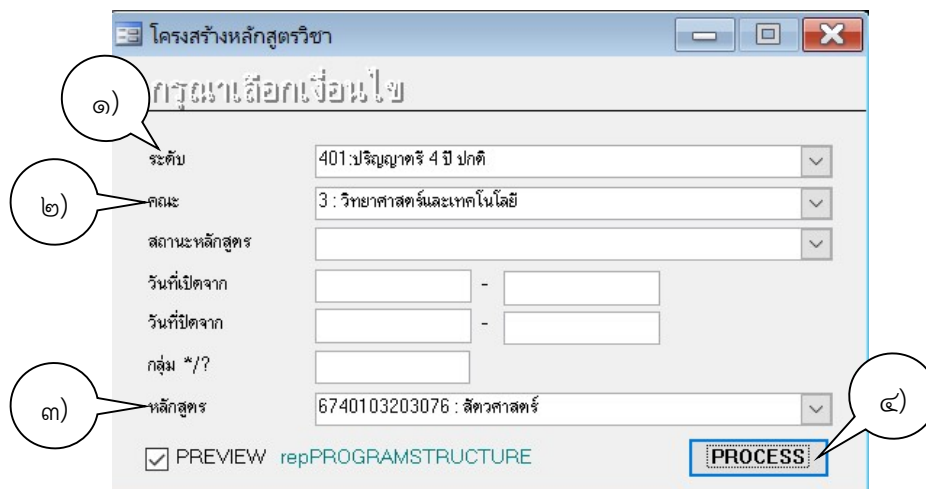 โครงสร้างหลักสูตรวิชา
กรุณาเลือกเงื่อนไข
๑)
ระดับ 401:ปริญญาตรี 4 ปี ปกติ
๒)
คณะ 3 : วิทยาศาสตร์และเทคโนโลยี
สถานะหลักสูตร
วันที่เปิดจาก -
วันที่ปิดจาก -
กลุ่ม */?
๓)
หลักสูตร 6740103203076 : สัตวศาสตร์
๔)
PREVIEW repPROGRAMSTRUCTURE PROCESS